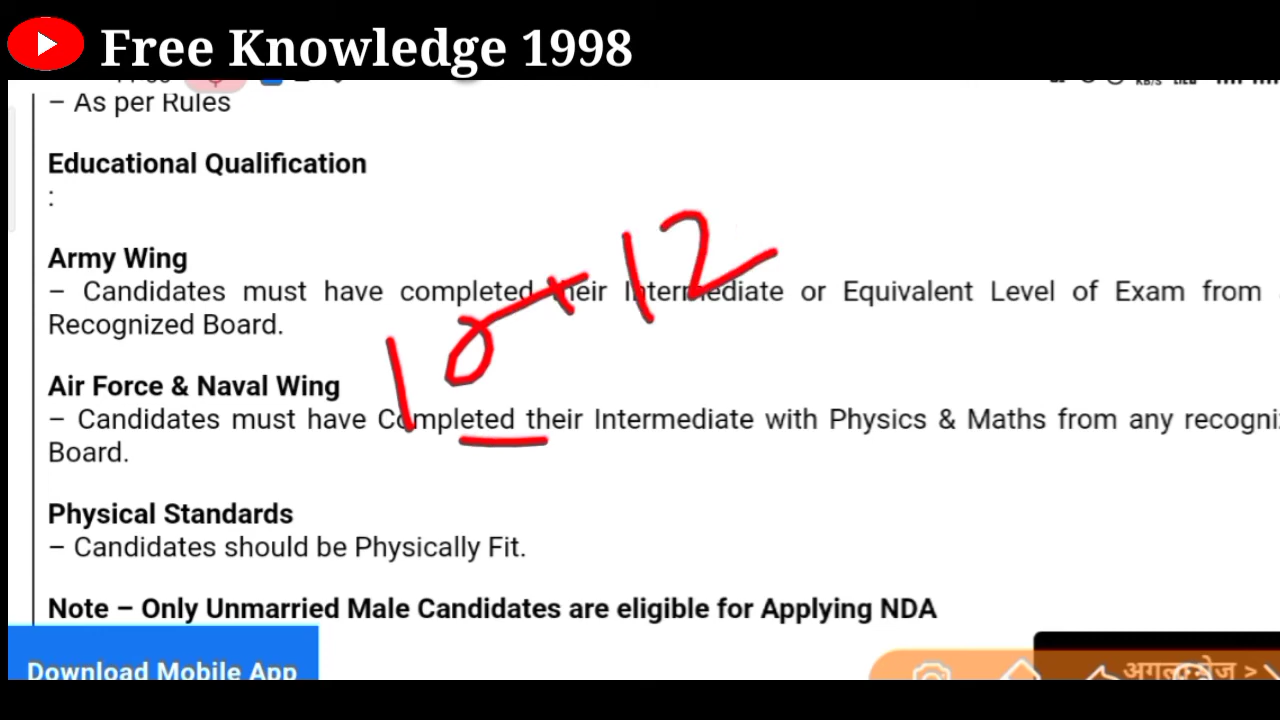 Free Knowledge 1998
– As per Rules
Educational Qualification
:
Army Wing
– Candidates must have completed their Intermediate or Equivalent Level of Exam from
Recognized Board.
10+12
Air Force & Naval Wing
– Candidates must have Completed their Intermediate with Physics & Maths from any
Board.
Physical Standards
– Candidates should be Physically Fit.
Note – Only Unmarried Male Candidates are eligible for Applying NDA
Download Mobile App
अगला पेज >